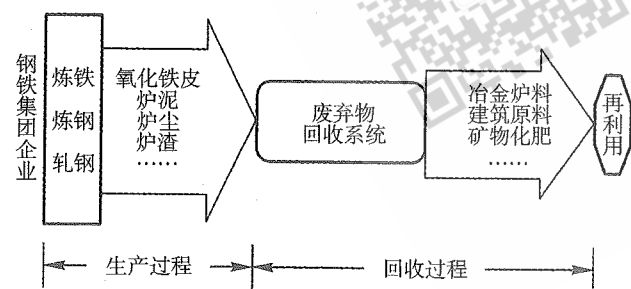 钢铁集团企业
炼铁
炼钢
轧钢
氧化铁皮
炉泥
炉尘
炉渣
……
废弃物
回收系统
冶金炉料
建筑原料
矿物化肥
……
再利用
生产过程
回收过程